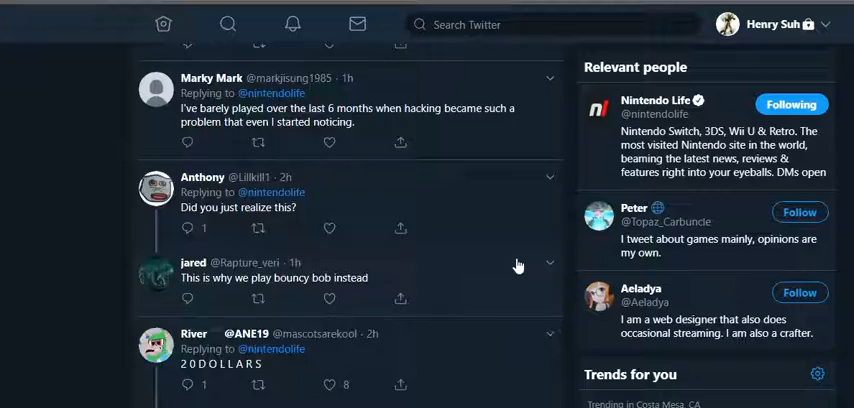 Search Twitter
Henry Suh
Marky Mark @markjisung1985 · 1h
Replying to @nintendolife
I've barely played over the last 6 months when hacking became such a
problem that even I started noticing.
Anthony @Lillkill1 · 2h
Replying to @nintendolife
Did you just realize this?
1
jared @Rapture_veri · 1h
This is why we play bouncy bob instead
River @ANE19 @mascotsarekool · 2h
Replying to @nintendolife
2 0 D O L L A R S
1
8
Relevant people
Nintendo Life
Following
@nintendolife
Nintendo Switch, 3DS, Wii U & Retro. The
most visited Nintendo site in the world,
beaming the latest news, reviews &
features right into your eyeballs. DMs open
Peter
@Topaz_Carbuncle
Follow
I tweet about games mainly, opinions are
my own.
Aeladya
@Aeladya
Follow
I am a web designer that also does
occasional streaming. I am also a crafter.
Trends for you
Trending in Costa Mesa, CA